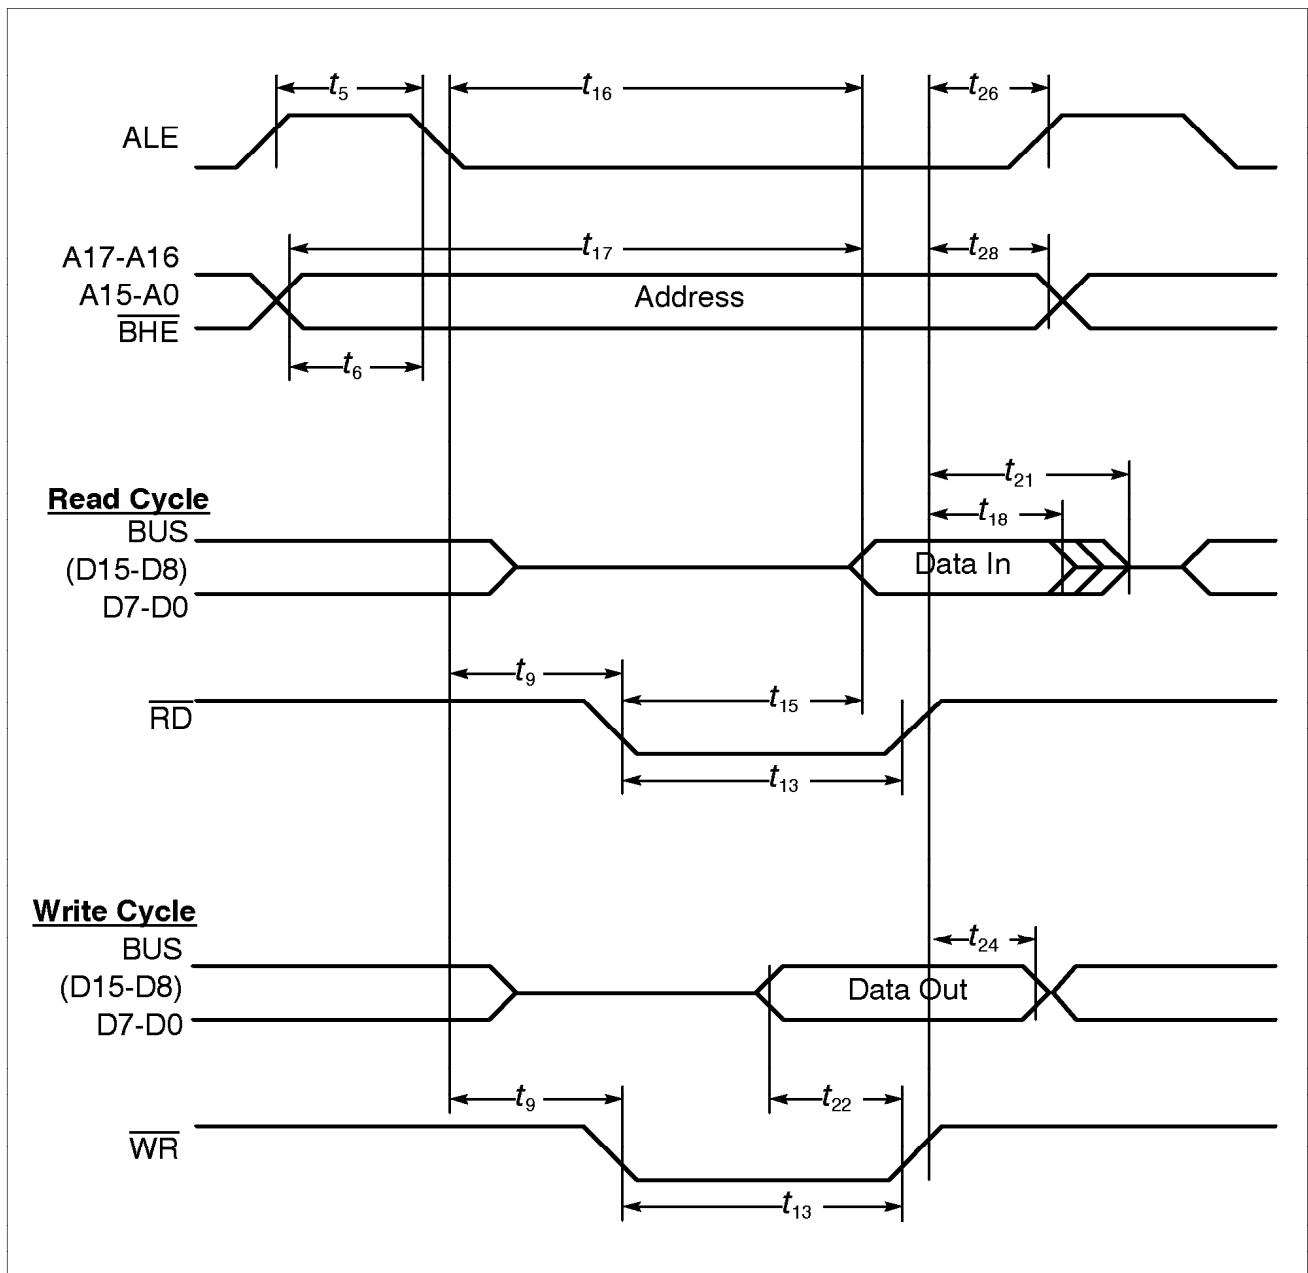 t5 t16 t26
ALE
A17-A16 t17 t28
A15-A0 Address
BHE
t6
t21
Read Cycle
t18
BUS
(D15-D8) Data In
D7-D0
t9
RD t15
t13
Write Cycle
BUS t24
(D15-D8) Data Out
D7-D0
t9 t22
WR
t13